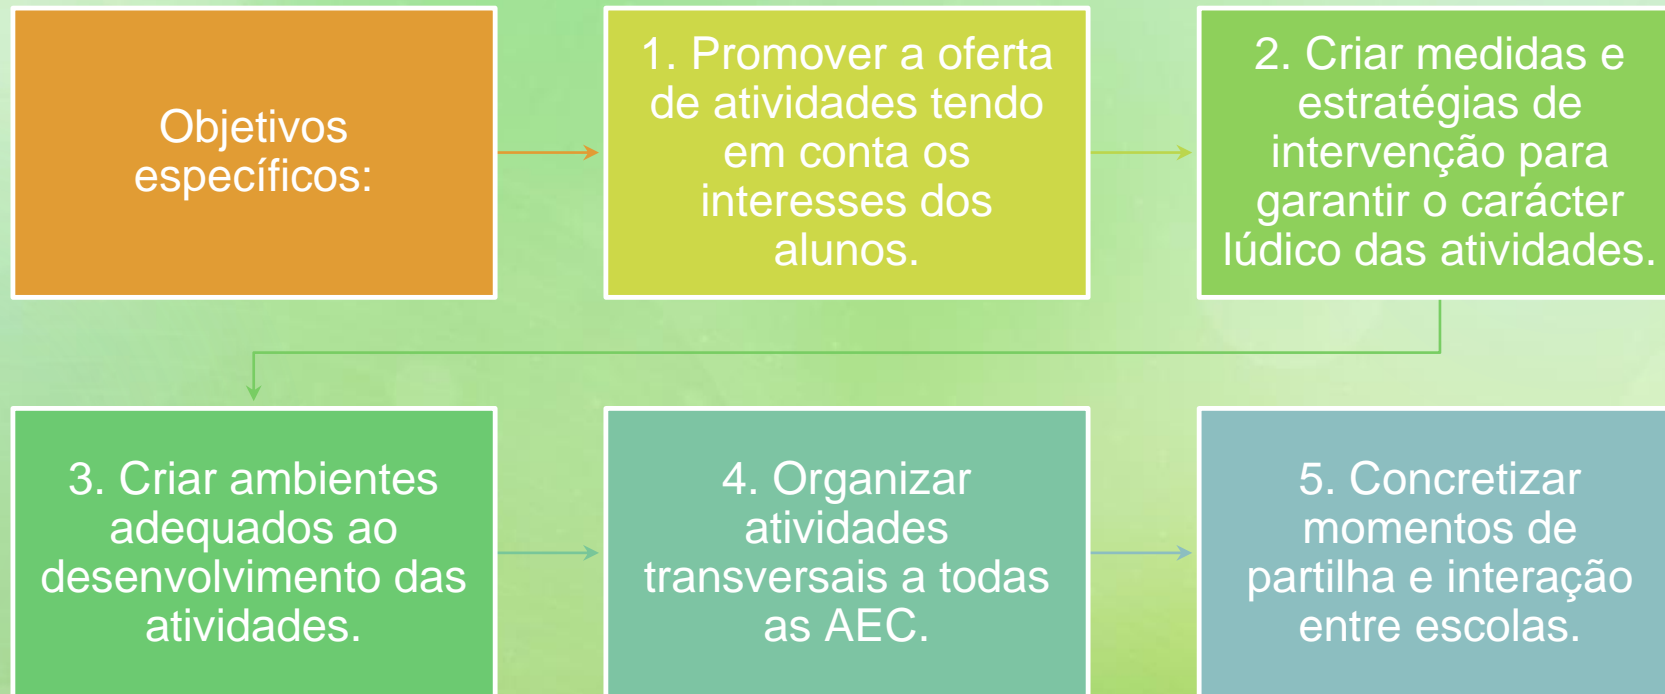 Objetivos
específicos:
1. Promover a oferta
de atividades tendo
em conta os
interesses dos
alunos.
2. Criar medidas e
estratégias de
intervenção para
garantir o carácter
lúdico das atividades.
3. Criar ambientes
adequados ao
desenvolvimento das
atividades.
4. Organizar
atividades
transversais a todas
as AEC.
5. Concretizar
momentos de
partilha e interação
entre escolas.